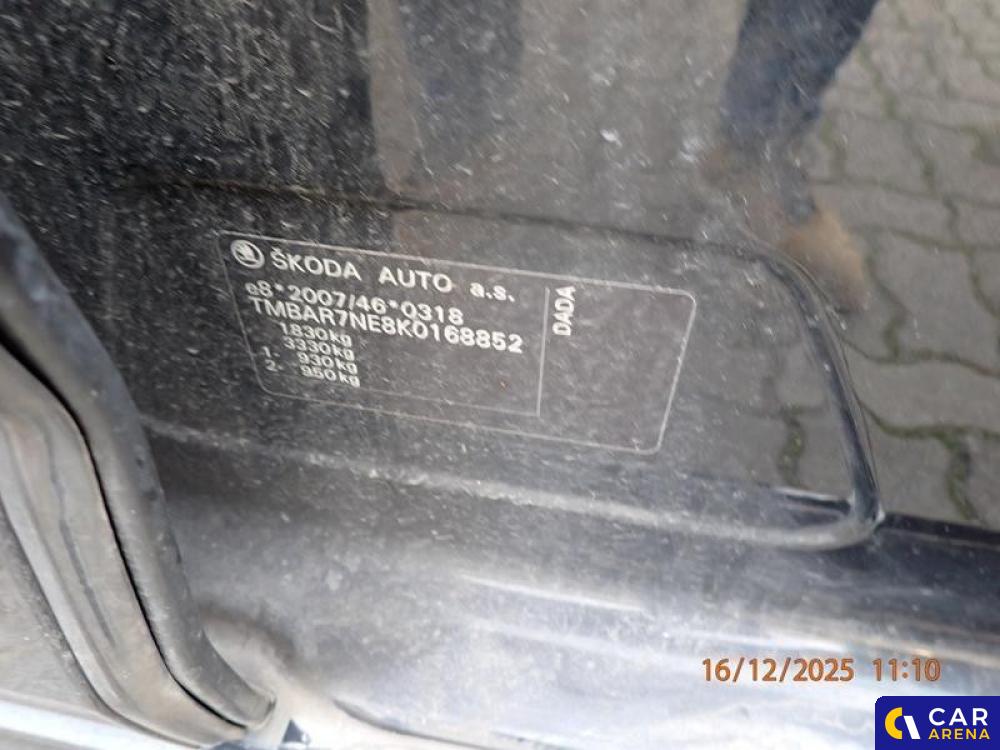 ŠKODA AUTO a.s.
e8*2007/46*0318
TMBAR7NE8K0168852
1830kg
3330kg
1- 930kg
2- 950kg
DADA
16/12/2025 11:10
CAR
ARENA